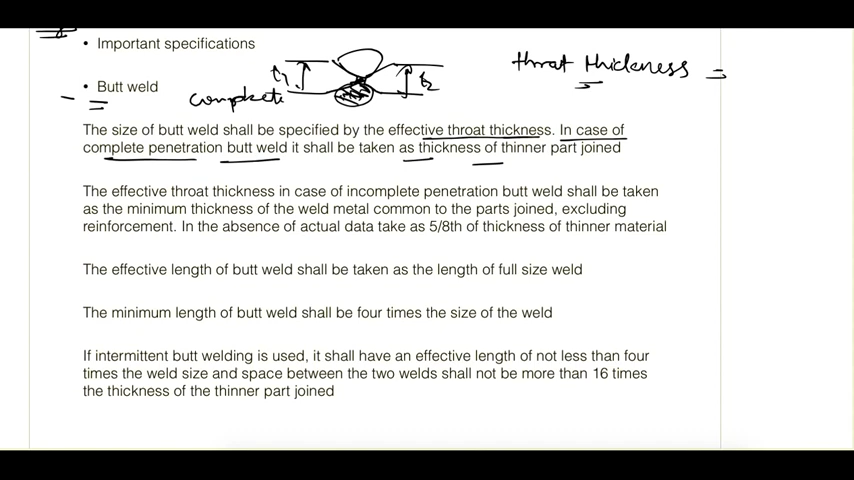 • Important specifications
throat thickness =
t1 t2
• Butt weld
complete
The size of butt weld shall be specified by the effective throat thickness. In case of
complete penetration butt weld it shall be taken as thickness of thinner part joined
The effective throat thickness in case of incomplete penetration butt weld shall be taken
as the minimum thickness of the weld metal common to the parts joined, excluding
reinforcement. In the absence of actual data take as 5/8th of thickness of thinner material
The effective length of butt weld shall be taken as the length of full size weld
The minimum length of butt weld shall be four times the size of the weld
If intermittent butt welding is used, it shall have an effective length of not less than four
times the weld size and space between the two welds shall not be more than 16 times
the thickness of the thinner part joined